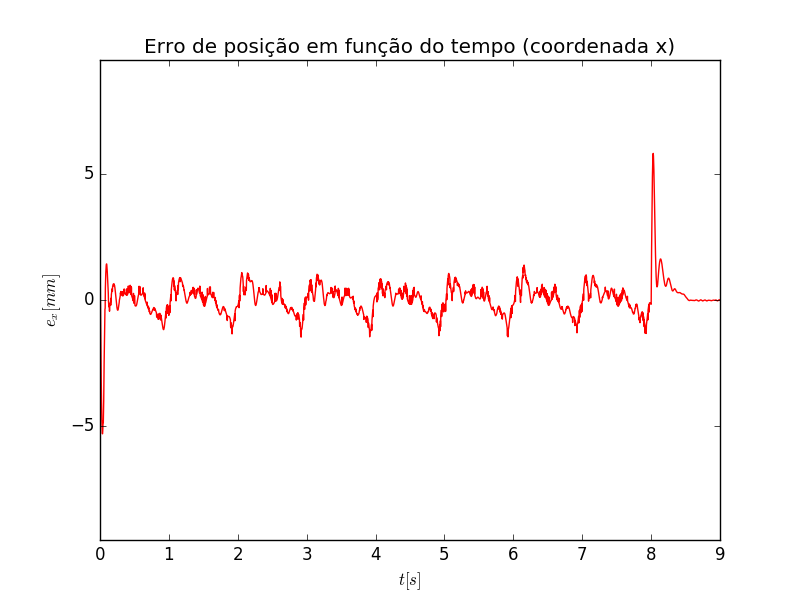 Erro de posição em função do tempo (coordenada x)
5
0
−5
e_x[mm]
0 1 2 3 4 5 6 7 8 9
t[s]